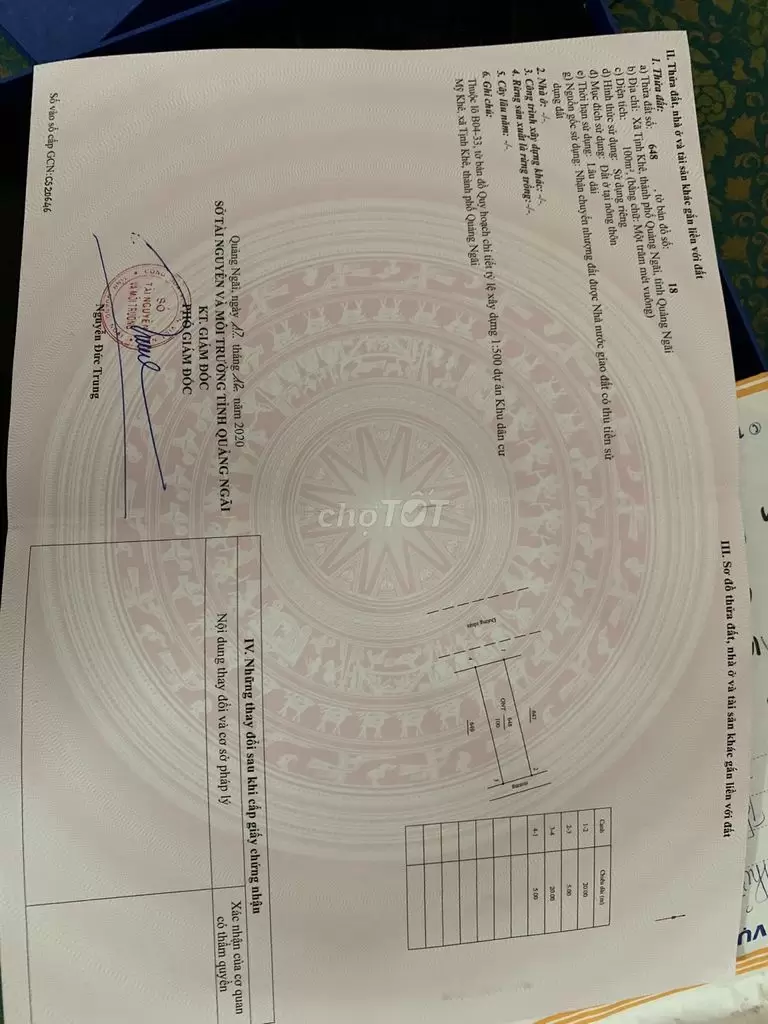 II. Thửa đất, nhà ở và tài sản khác gắn liền với đất
1. Thửa đất:
a) Thửa đất số: 648 , tờ bản đồ số: 18
b) Địa chỉ: Xã Tịnh Khê, thành phố Quảng Ngãi, tỉnh Quảng Ngãi
c) Diện tích: 100m², (bằng chữ: Một trăm mét vuông)
d) Hình thức sử dụng: Sử dụng riêng
đ) Mục đích sử dụng: Đất ở tại nông thôn
e) Thời hạn sử dụng: Lâu dài
g) Nguồn gốc sử dụng: Nhận chuyển nhượng đất được Nhà nước giao đất có thu tiền sử
dụng đất
2. Nhà ở: -/-
3. Công trình xây dựng khác: -/-
4. Rừng sản xuất là rừng trồng: -/-
5. Cây lâu năm: -/-
6. Ghi chú:
Thuộc lô B04-33, tờ bản đồ Quy hoạch chi tiết tỷ lệ xây dựng 1:500 dự án Khu dân cư
Mỹ Khê, xã Tịnh Khê, thành phố Quảng Ngãi
Quảng Ngãi, ngày tháng 12 năm 2020
SỞ TÀI NGUYÊN VÀ MÔI TRƯỜNG TỈNH QUẢNG NGÃI
KT. GIÁM ĐỐC
PHÓ GIÁM ĐỐC
SỞ
TÀI NGUYÊN
VÀ MÔI TRƯỜNG
Nguyễn Đức Trung
Số vào sổ cấp GCN: CS20646
III. Sơ đồ thửa đất, nhà ở và tài sản khác gắn liền với đất
647
ONT 648
100
649
Cạnh Chiều dài (m)
1-2 20.00
2-3 5.00
3-4 20.00
4-1 5.00
IV. Những thay đổi sau khi cấp giấy chứng nhận
Nội dung thay đổi và cơ sở pháp lý
Xác nhận của cơ quan
có thẩm quyền
choTỐT
VỤ